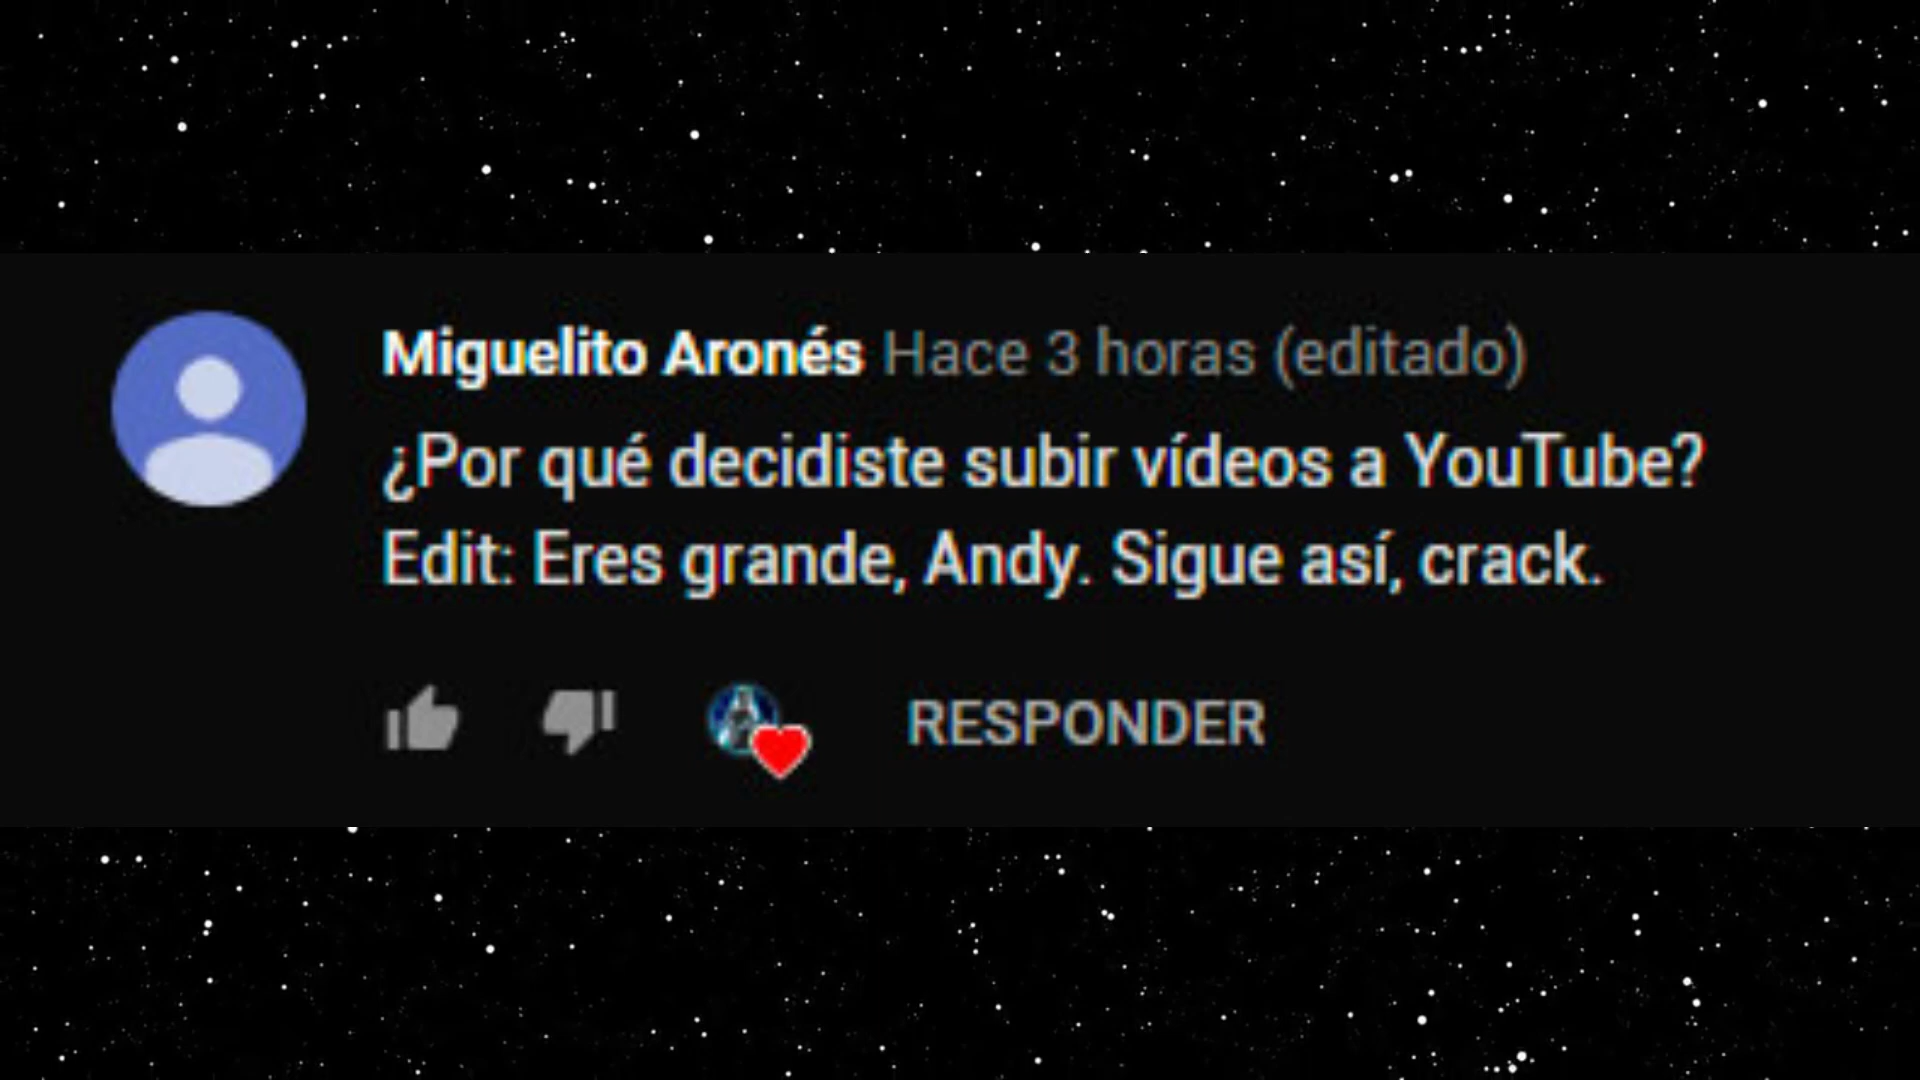 Miguelito Aronés Hace 3 horas (editado)
¿Por qué decidiste subir vídeos a YouTube?
Edit: Eres grande, Andy. Sigue así, crack.
RESPONDER